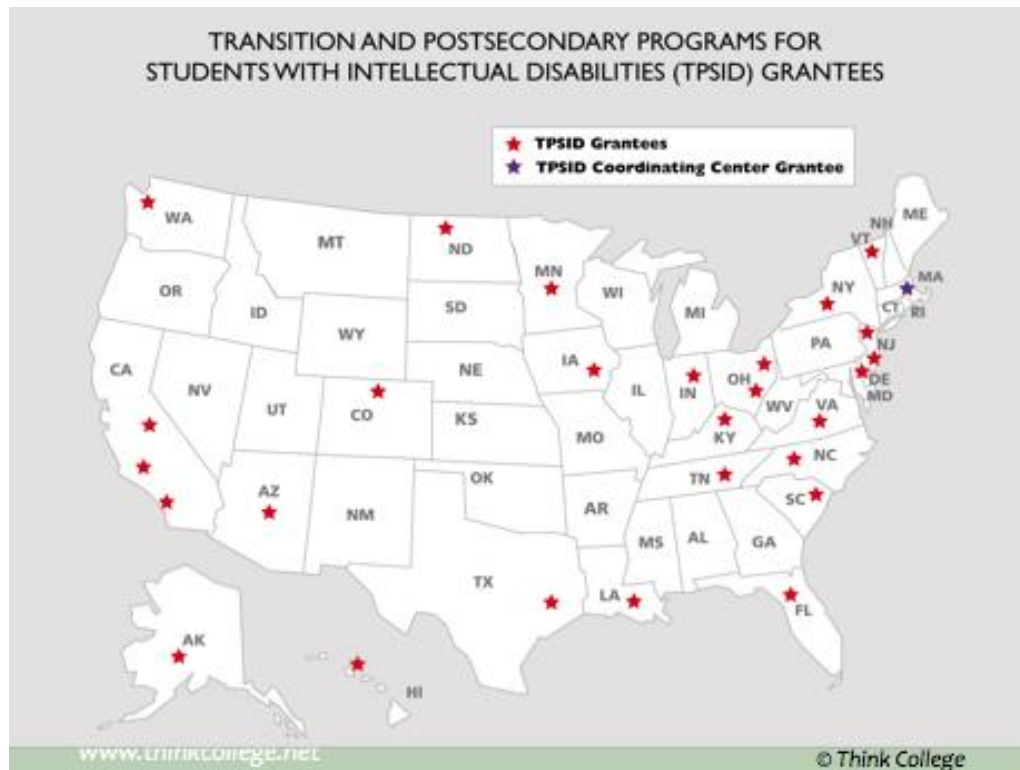 TRANSITION AND POSTSECONDARY PROGRAMS FOR
STUDENTS WITH INTELLECTUAL DISABILITIES (TPSID) GRANTEES
TPSID Grantees
TPSID Coordinating Center Grantee
WA
MT
ND
MN
ME
NH
VT
OR
ID
SD
WI
MI
NY
MA
CT
RI
WY
CA
NV
UT
CO
NE
IA
IL
IN
OH
PA
NJ
DE
MD
WV
VA
KS
MO
KY
AZ
NM
OK
AR
TN
NC
SC
MS
AL
GA
TX
LA
FL
AK
HI
www.thinkcollege.net
© Think College